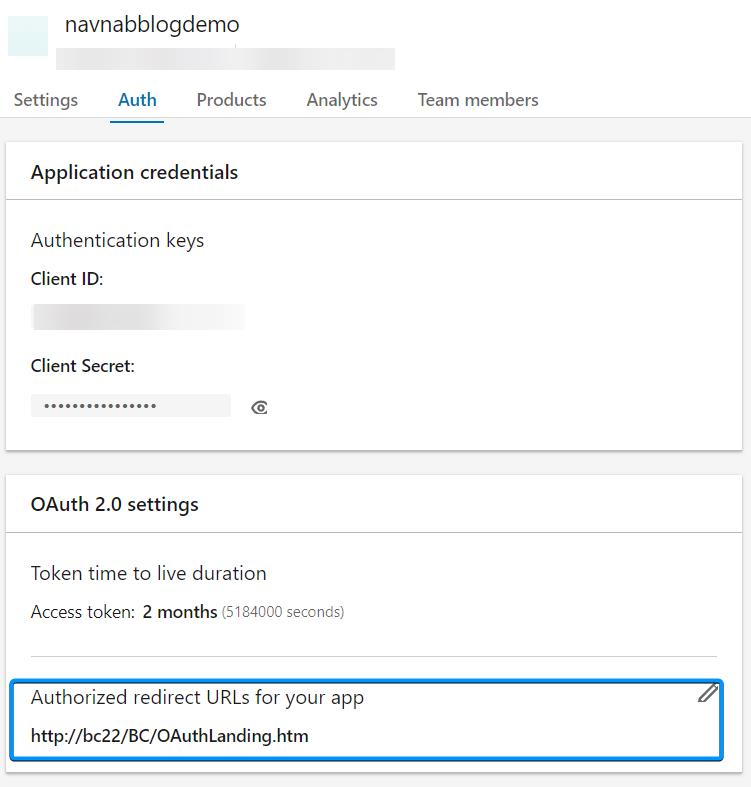 navnabblogdemo
Settings Auth Products Analytics Team members
Application credentials
Authentication keys
Client ID:
Client Secret:
••••••••••••••••
OAuth 2.0 settings
Token time to live duration
Access token: 2 months (5184000 seconds)
Authorized redirect URLs for your app
http://bc22/BC/OAuthLanding.htm